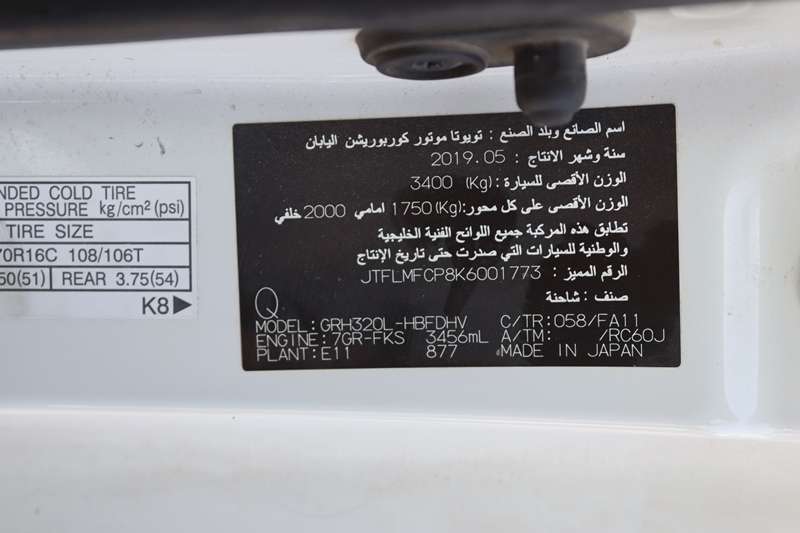 NDED COLD TIRE
PRESSURE kg/cm² (psi)
TIRE SIZE
70R16C 108/106T
50(51) REAR 3.75(54)
K8▶
اسم الصانع وبلد الصنع : تويوتا موتور كوربوريشن اليابان
سنة وشهر الانتاج : 2019.05
الوزن الأقصى للسيارة : (Kg) 3400
الوزن الأقصى على كل محور: (Kg) 1750 امامي 2000 خلفي
تطابق هذه المركبة جميع اللوائح الفنية الخليجية
والوطنية للسيارات التي صدرت حتى تاريخ الإنتاج
الرقم المميز : JTFLMFCP8K6001773
صنف : شاحنة
Q
MODEL: GRH320L-HBFDHV C/TR: 058/FA11
ENGINE: 7GR-FKS 3456mL A/TM: /RC60J
PLANT: E11 877 MADE IN JAPAN